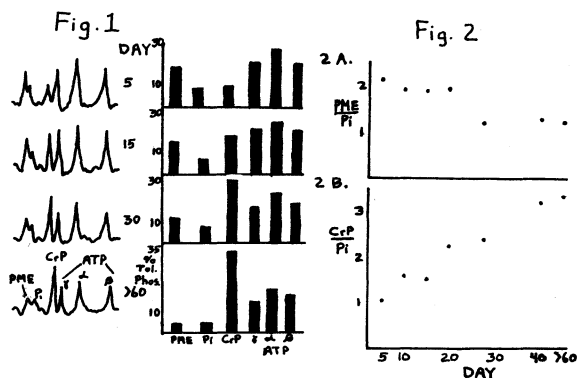 Fig. 1
DAY
5
15
30
>60
CrP
ATP
PME
Pi
γ
α
β
30
10
30
10
30
10
35
% Tot. Phos.
10
PME Pi CrP γ α β
ATP
Fig. 2
2 A.
2
PME
Pi
1
2 B.
3
CrP
Pi
2
1
5 10 20 30 40 >60
DAY